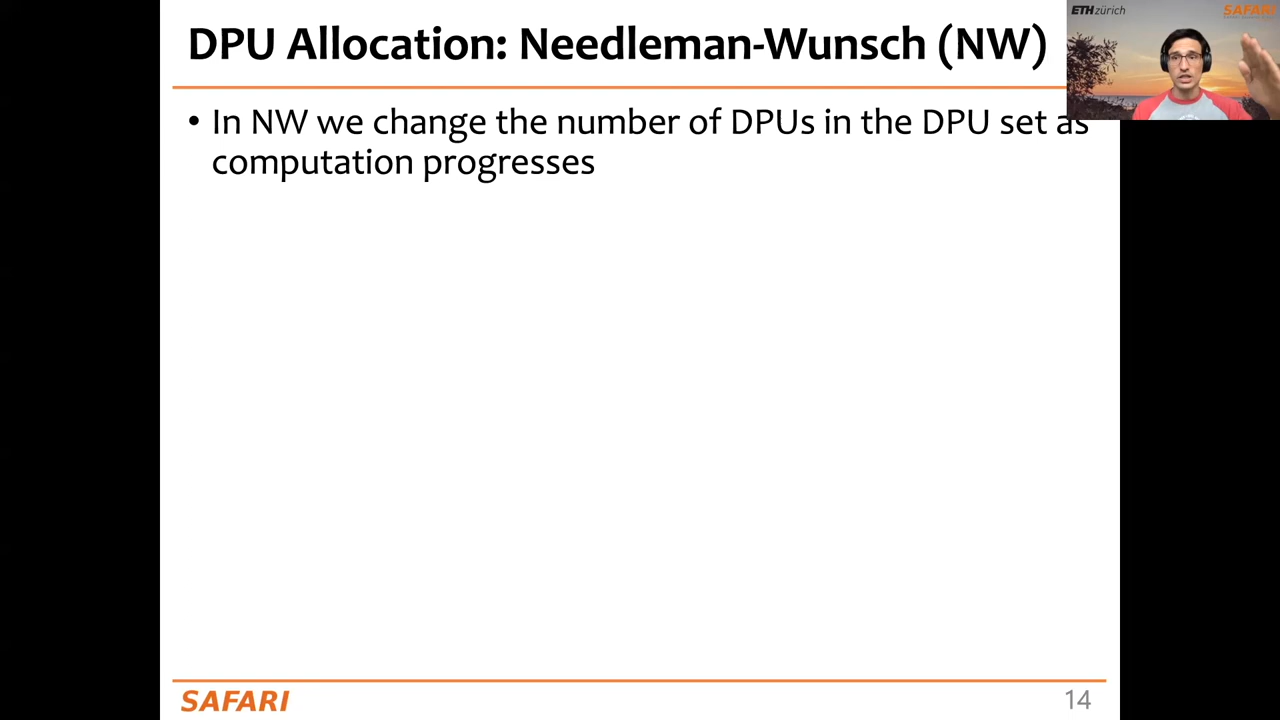 DPU Allocation: Needleman-Wunsch (NW)
ETH zürich
SAFARI
• In NW we change the number of DPUs in the DPU set as
computation progresses
SAFARI
14